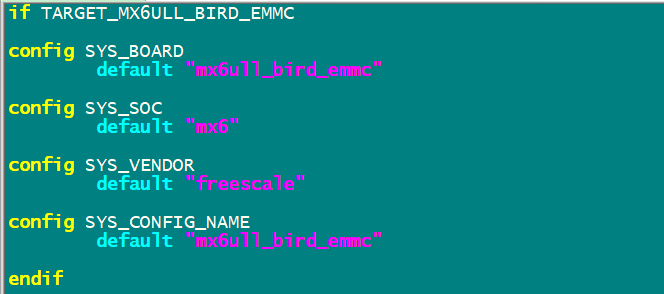 if TARGET_MX6ULL_BIRD_EMMC
config SYS_BOARD
default "mx6ull_bird_emmc"
config SYS_SOC
default "mx6"
config SYS_VENDOR
default "freescale"
config SYS_CONFIG_NAME
default "mx6ull_bird_emmc"
endif